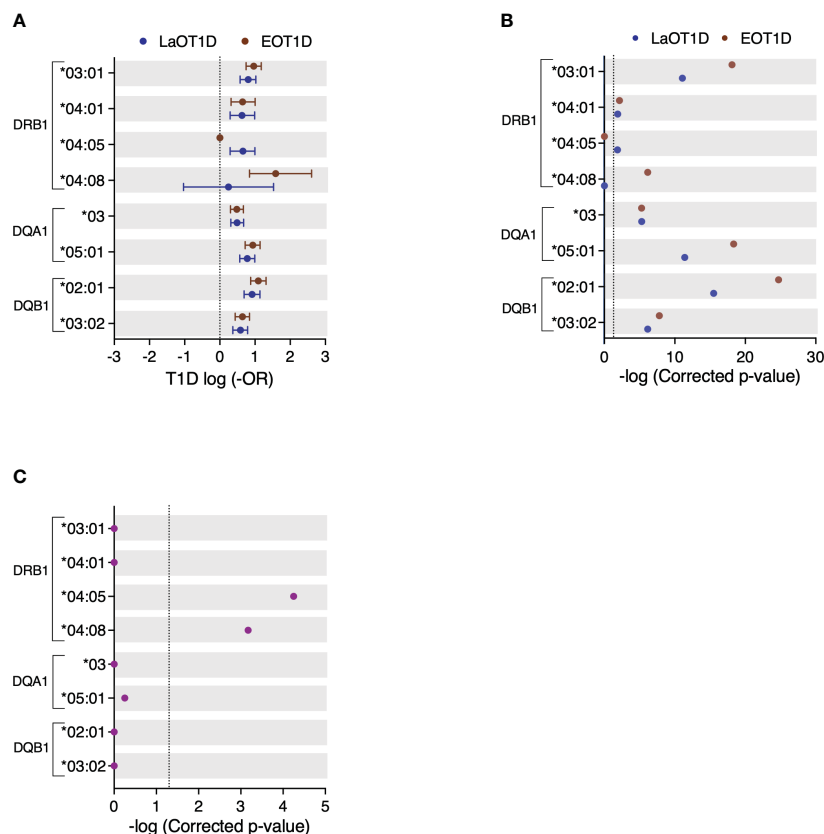 A
LaOT1D EOT1D
DRB1
*03:01
*04:01
*04:05
*04:08
DQA1
*03
*05:01
DQB1
*02:01
*03:02
-3 -2 -1 0 1 2 3
T1D log (-OR)
B
LaOT1D EOT1D
DRB1
*03:01
*04:01
*04:05
*04:08
DQA1
*03
*05:01
DQB1
*02:01
*03:02
0 10 20 30
-log (Corrected p-value)
C
DRB1
*03:01
*04:01
*04:05
*04:08
DQA1
*03
*05:01
DQB1
*02:01
*03:02
0 1 2 3 4 5
-log (Corrected p-value)